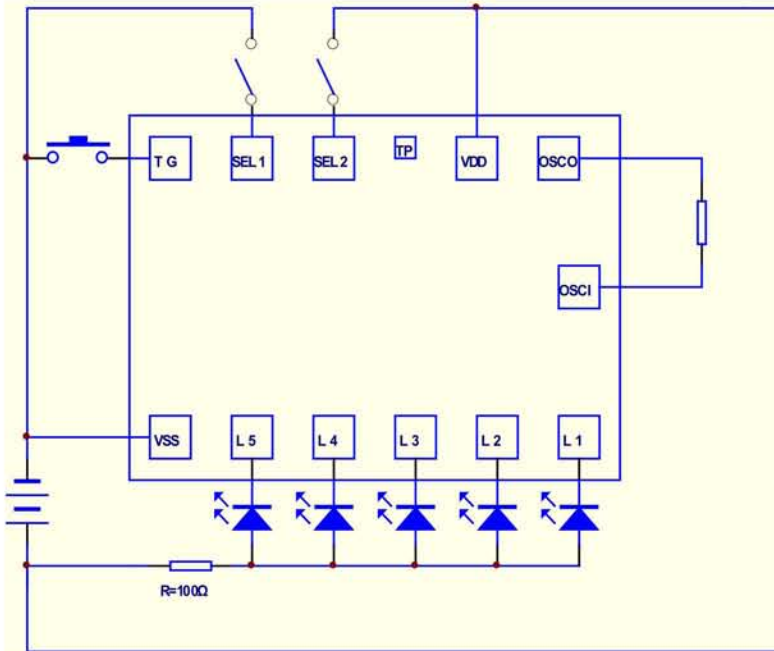 T G SEL 1 SEL 2 TP VDD OSCO
OSCI
VSS L 5 L 4 L 3 L 2 L 1
R=100Ω